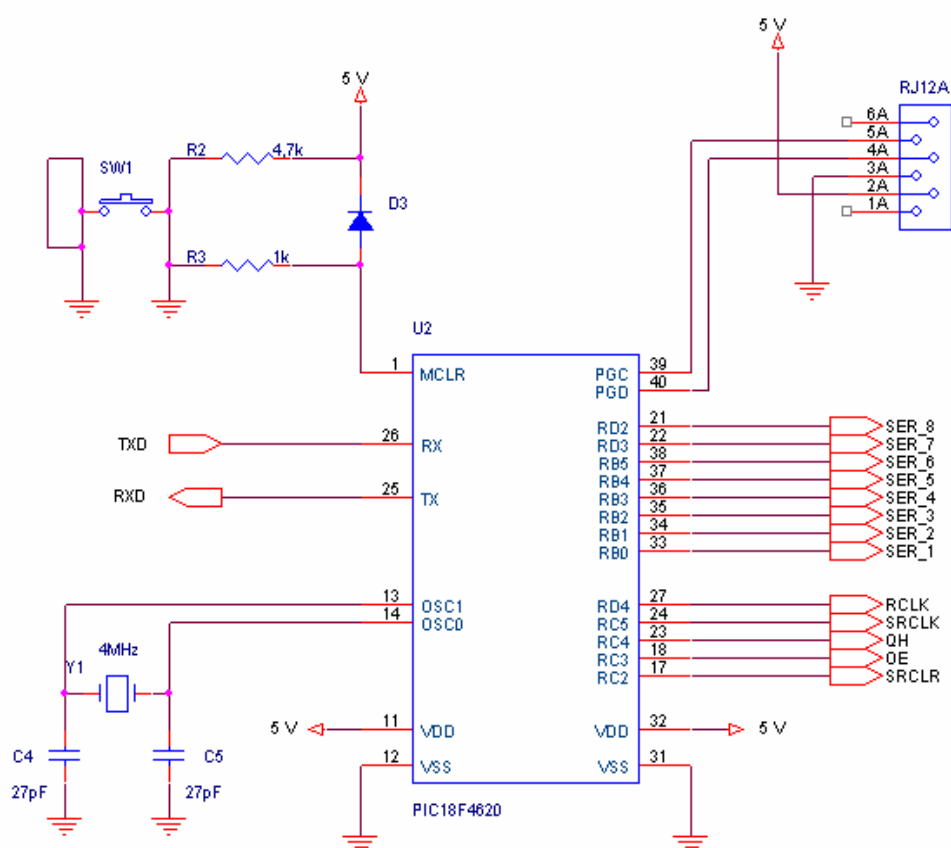 5 V
5 V
RJ12A
6A
5A
4A
3A
2A
1A
R2 4,7k
SW1
D3
R3 1k
U2
1 MCLR
PGC 39
PGD 40
TXD
26 RX
RXD
25 TX
RD2 21 SER_8
RD3 22 SER_7
RB5 38 SER_6
RB4 37 SER_5
RB3 36 SER_4
RB2 35 SER_3
RB1 34 SER_2
RB0 33 SER_1
13 OSC1
14 OSC0
RD4 27 RCLK
RC5 24 SRCLK
RC4 23 QH
RC3 18 OE
RC2 17 SRCLR
Y1 4MHz
5 V 11 VDD
VDD 32 5 V
12 VSS
VSS 31
C4 C5
27pF 27pF
PIC18F4620